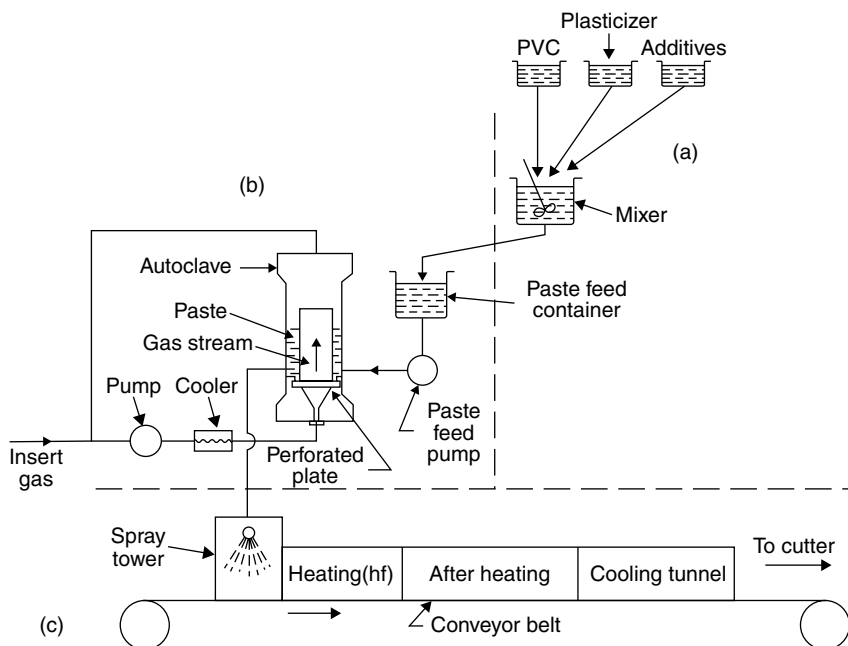 Plasticizer
PVC
Additives
(a)
(b)
Mixer
Autoclave
Paste feed
container
Paste
Gas stream
Pump
Cooler
Paste
feed
pump
Perforated
plate
Insert
gas
Spray
tower
Heating(hf)
After heating
Cooling tunnel
To cutter
(c)
Conveyor belt